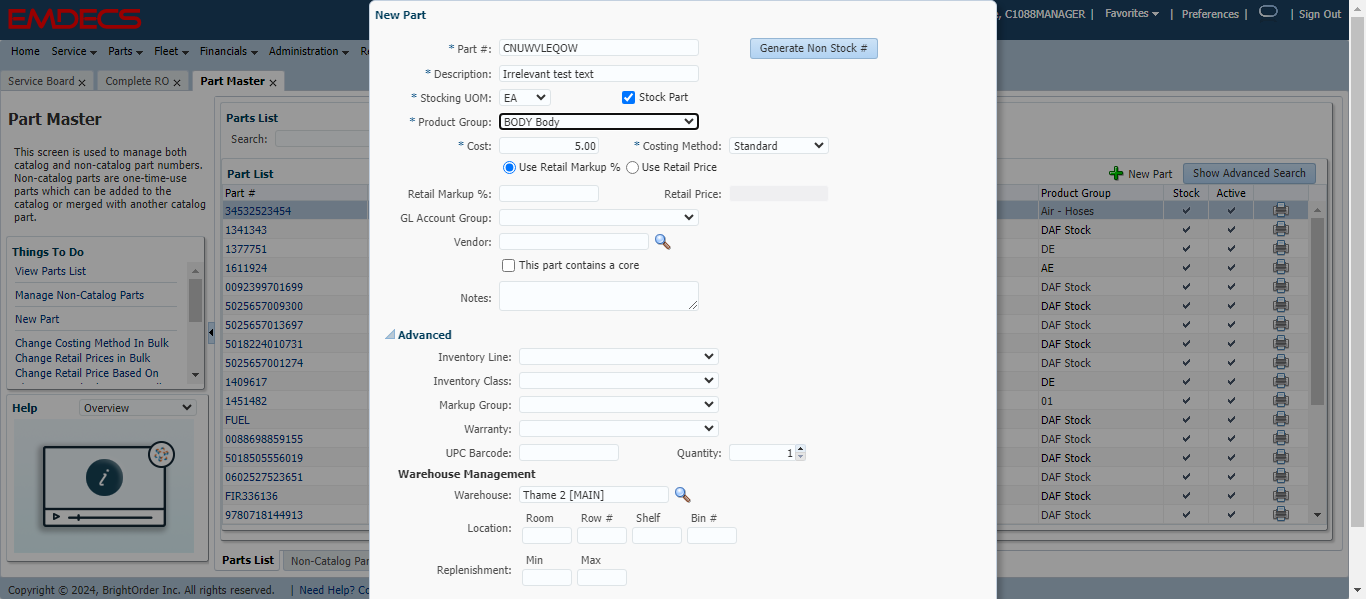 EMDECS
, C1088MANAGER | Favorites | Preferences | | Sign Out
Home Service Parts Fleet Financials Administration Re
Service Board x Complete RO x Part Master x
Part Master
This screen is used to manage both
catalog and non-catalog part numbers.
Non-catalog parts are one-time-use
parts which can be added to the
catalog or merged with another catalog
part.
Things To Do
View Parts List
Manage Non-Catalog Parts
New Part
Change Costing Method In Bulk
Change Retail Prices in Bulk
Change Retail Price Based On
Help Overview
i
Parts List
Search:
Part List
Part #
34532523454
1341343
1377751
1611924
0092399701699
5025657009300
5025657013697
5018224010731
5025657001274
1409617
1451482
FUEL
0088698859155
5018505556019
0602527523651
FIR336136
9780718144913
Parts List Non-Catalog Par
New Part
* Part #: CNUWVLEQOW Generate Non Stock #
* Description: Irrelevant test text
* Stocking UOM: EA Stock Part
* Product Group: BODY Body
* Cost: 5.00 * Costing Method: Standard
Use Retail Markup % Use Retail Price
Retail Markup %: Retail Price:
GL Account Group:
Vendor:
This part contains a core
Notes:
Advanced
Inventory Line:
Inventory Class:
Markup Group:
Warranty:
UPC Barcode: Quantity: 1
Warehouse Management
Warehouse: Thame 2 [MAIN]
Room Row # Shelf Bin #
Location:
Min Max
Replenishment:
New Part Show Advanced Search
Product Group Stock Active
Air - Hoses
DAF Stock
DE
AE
DAF Stock
DAF Stock
DAF Stock
DAF Stock
DAF Stock
DE
01
DAF Stock
DAF Stock
DAF Stock
DAF Stock
DAF Stock
DAF Stock
Copyright © 2024, BrightOrder Inc. All rights reserved. | Need Help? Co